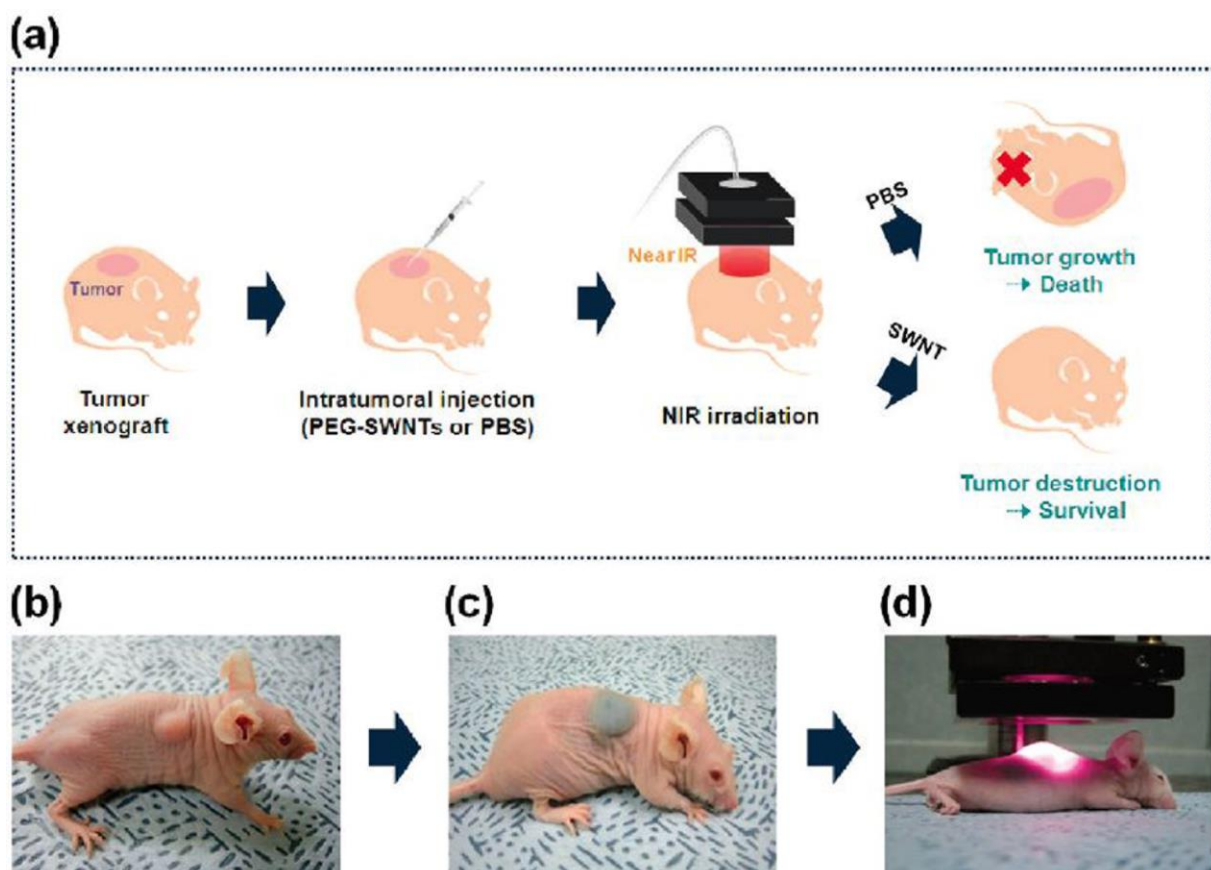 (a)
Tumor
Tumor
xenograft
Intratumoral injection
(PEG-SWNTs or PBS)
Near IR
NIR irradiation
PBS
Tumor growth
⤏ Death
SWNT
Tumor destruction
⤏ Survival
(b)
(c)
(d)